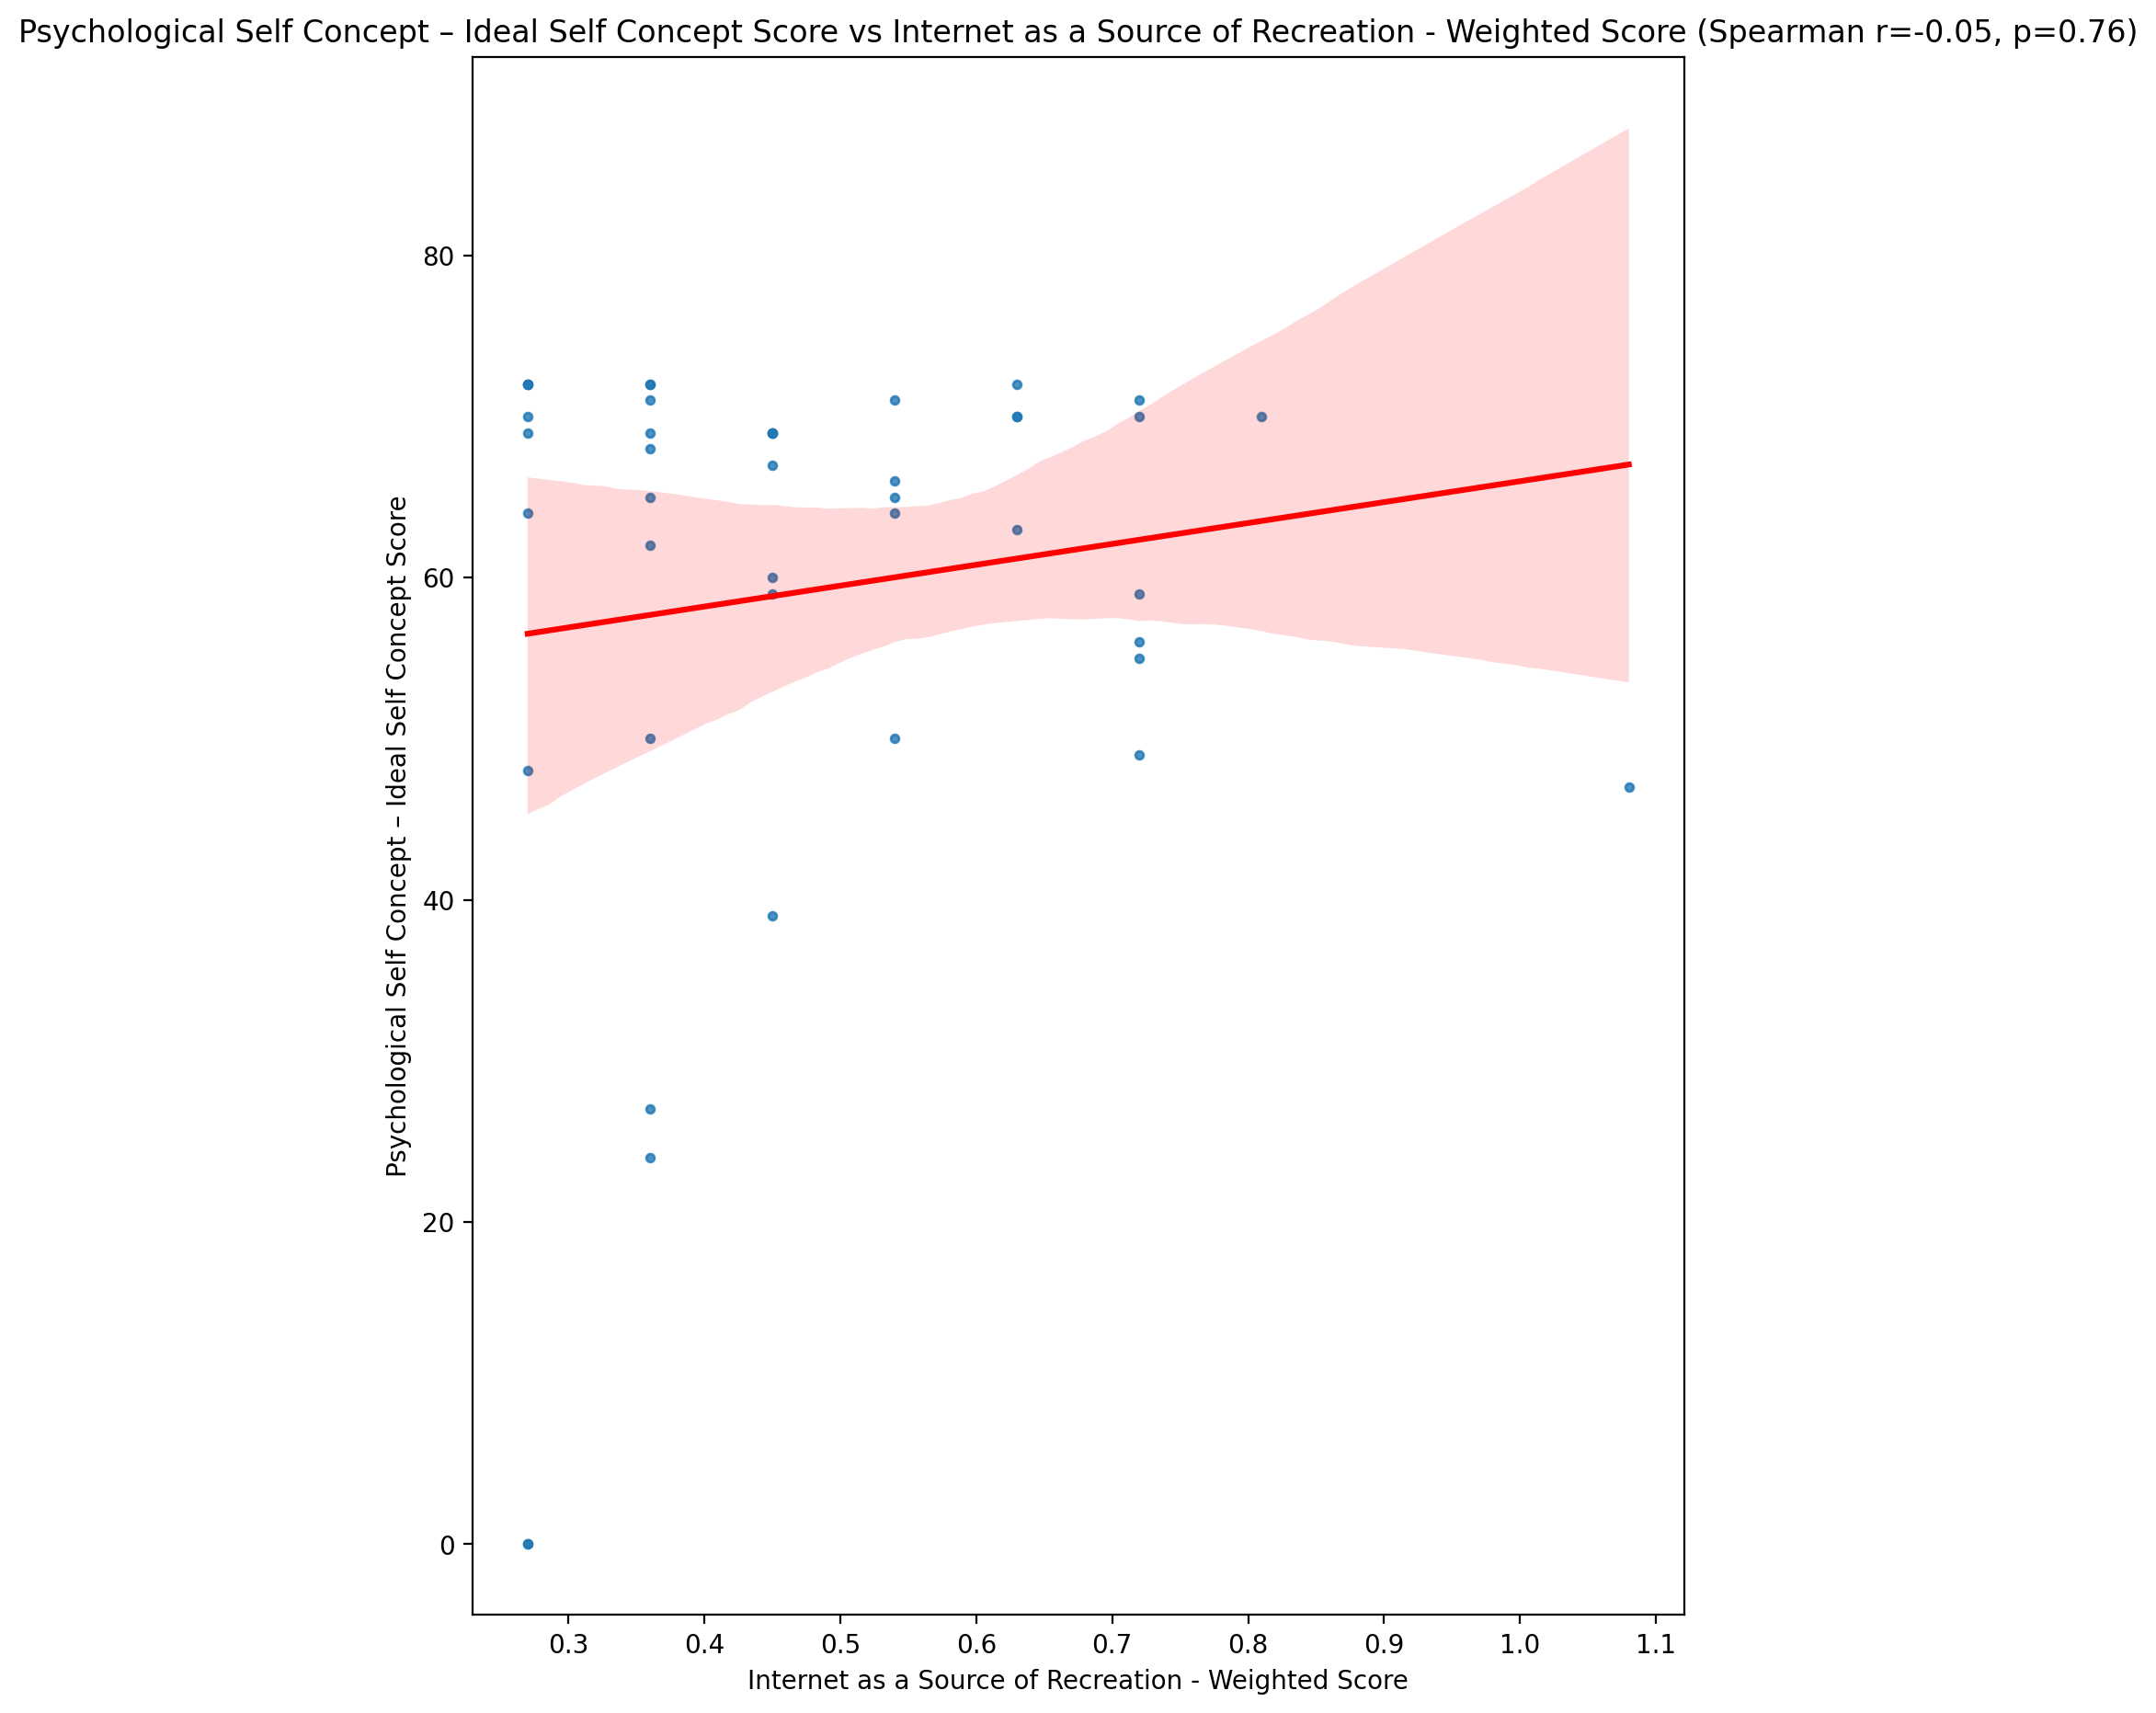 Psychological Self Concept – Ideal Self Concept Score vs Internet as a Source of Recreation - Weighted Score (Spearman r=-0.05, p=0.76)
Psychological Self Concept – Ideal Self Concept Score
80
60
40
20
0
0.3 0.4 0.5 0.6 0.7 0.8 0.9 1.0 1.1
Internet as a Source of Recreation - Weighted Score